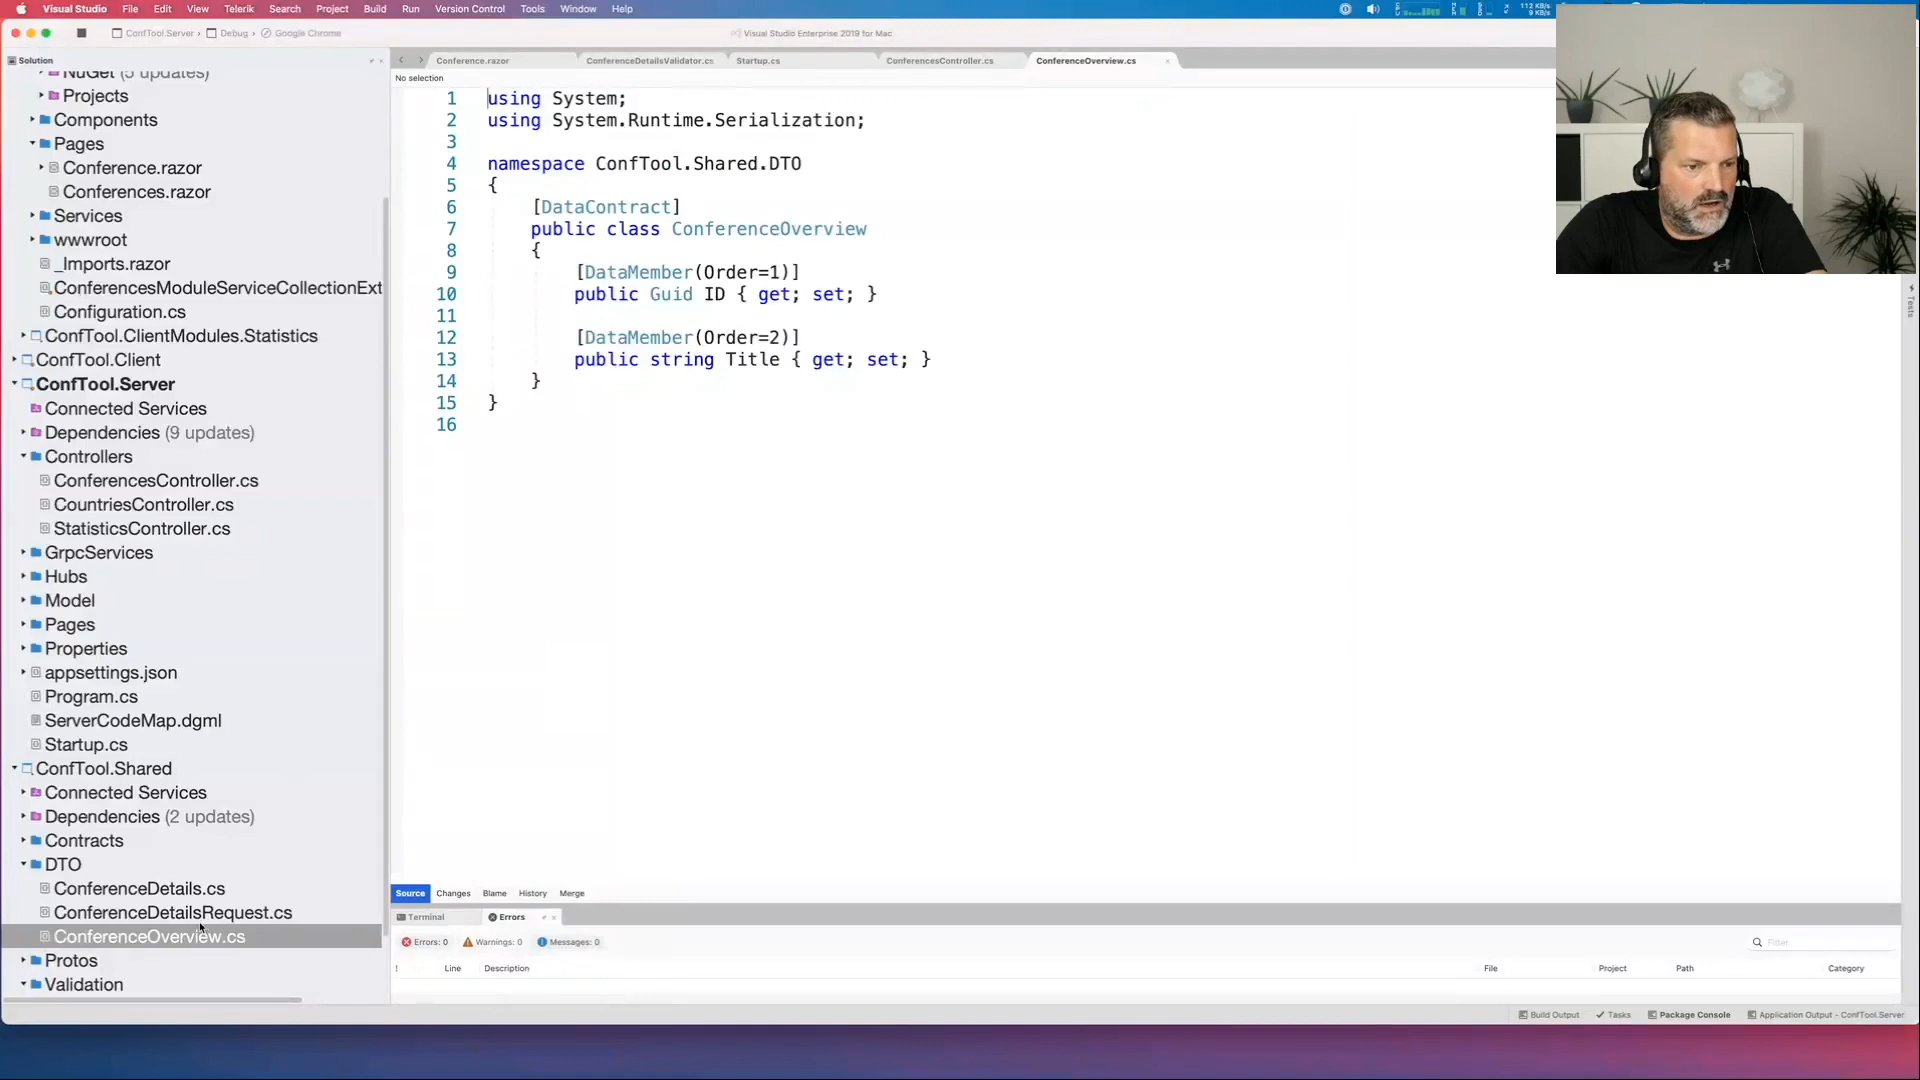 Visual Studio File Edit View Telerik Search Project Build Run Version Control Tools Window Help
112 KB/s
9 KB/s
ConfTool.Server › Debug › Google Chrome
Visual Studio Enterprise 2019 for Mac
Solution
NuGet (5 updates)
Projects
Components
Pages
Conference.razor
Conferences.razor
Services
wwwroot
_Imports.razor
ConferencesModuleServiceCollectionExt
Configuration.cs
ConfTool.ClientModules.Statistics
ConfTool.Client
ConfTool.Server
Connected Services
Dependencies (9 updates)
Controllers
ConferencesController.cs
CountriesController.cs
StatisticsController.cs
GrpcServices
Hubs
Model
Pages
Properties
appsettings.json
Program.cs
ServerCodeMap.dgml
Startup.cs
ConfTool.Shared
Connected Services
Dependencies (2 updates)
Contracts
DTO
ConferenceDetails.cs
ConferenceDetailsRequest.cs
ConferenceOverview.cs
Protos
Validation
Conference.razor ConferenceDetailsValidator.cs Startup.cs ConferencesController.cs ConferenceOverview.cs
No selection
1 using System;
2 using System.Runtime.Serialization;
3
4 namespace ConfTool.Shared.DTO
5 {
6 [DataContract]
7 public class ConferenceOverview
8 {
9 [DataMember(Order=1)]
10 public Guid ID { get; set; }
11
12 [DataMember(Order=2)]
13 public string Title { get; set; }
14 }
15 }
16
Source Changes Blame History Merge
Terminal Errors
Errors: 0 Warnings: 0 Messages: 0 Filter
! Line Description File Project Path Category
Build Output Tasks Package Console Application Output - ConfTool.Server
Tests